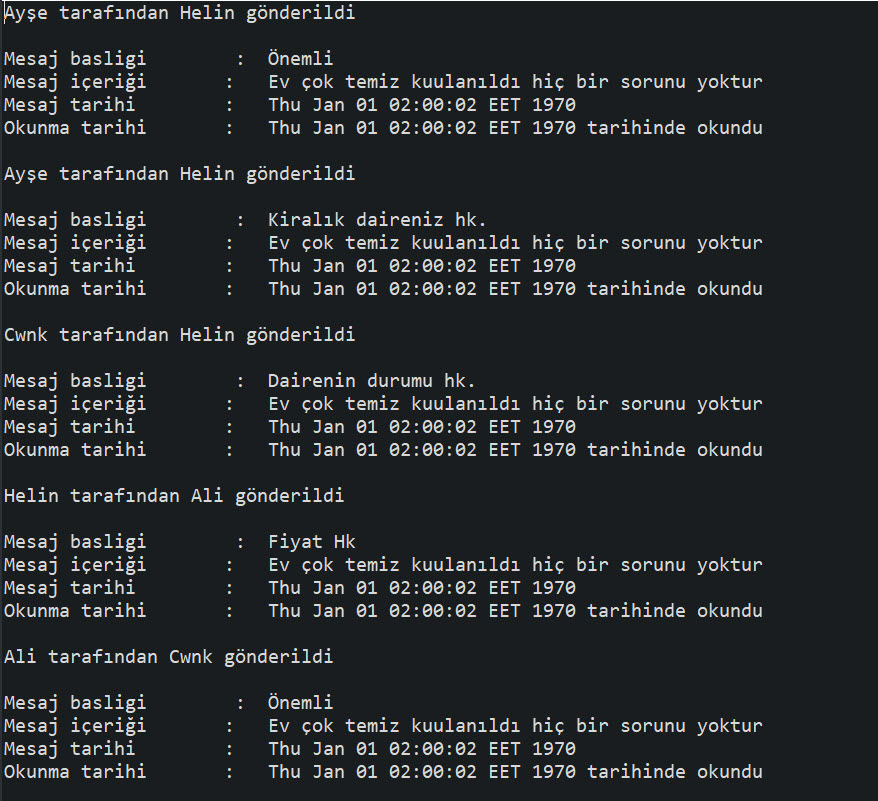 Ayşe tarafından Helin gönderildi
Mesaj basligi : Önemli
Mesaj içeriği : Ev çok temiz kuulanıldı hiç bir sorunu yoktur
Mesaj tarihi : Thu Jan 01 02:00:02 EET 1970
Okunma tarihi : Thu Jan 01 02:00:02 EET 1970 tarihinde okundu
Ayşe tarafından Helin gönderildi
Mesaj basligi : Kiralık daireniz hk.
Mesaj içeriği : Ev çok temiz kuulanıldı hiç bir sorunu yoktur
Mesaj tarihi : Thu Jan 01 02:00:02 EET 1970
Okunma tarihi : Thu Jan 01 02:00:02 EET 1970 tarihinde okundu
Cwnk tarafından Helin gönderildi
Mesaj basligi : Dairenin durumu hk.
Mesaj içeriği : Ev çok temiz kuulanıldı hiç bir sorunu yoktur
Mesaj tarihi : Thu Jan 01 02:00:02 EET 1970
Okunma tarihi : Thu Jan 01 02:00:02 EET 1970 tarihinde okundu
Helin tarafından Ali gönderildi
Mesaj basligi : Fiyat Hk
Mesaj içeriği : Ev çok temiz kuulanıldı hiç bir sorunu yoktur
Mesaj tarihi : Thu Jan 01 02:00:02 EET 1970
Okunma tarihi : Thu Jan 01 02:00:02 EET 1970 tarihinde okundu
Ali tarafından Cwnk gönderildi
Mesaj basligi : Önemli
Mesaj içeriği : Ev çok temiz kuulanıldı hiç bir sorunu yoktur
Mesaj tarihi : Thu Jan 01 02:00:02 EET 1970
Okunma tarihi : Thu Jan 01 02:00:02 EET 1970 tarihinde okundu